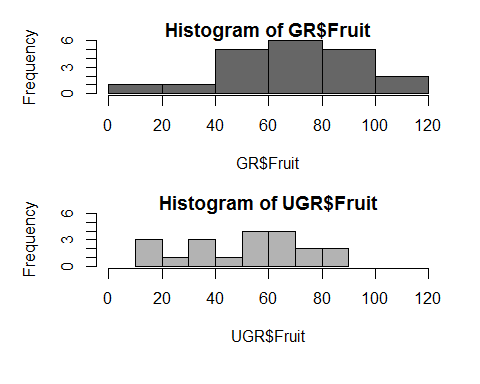 Histogram of GR$Fruit
Frequency
0 3 6
0 20 40 60 80 100 120
GR$Fruit
Histogram of UGR$Fruit
Frequency
0 3 6
0 20 40 60 80 100 120
UGR$Fruit